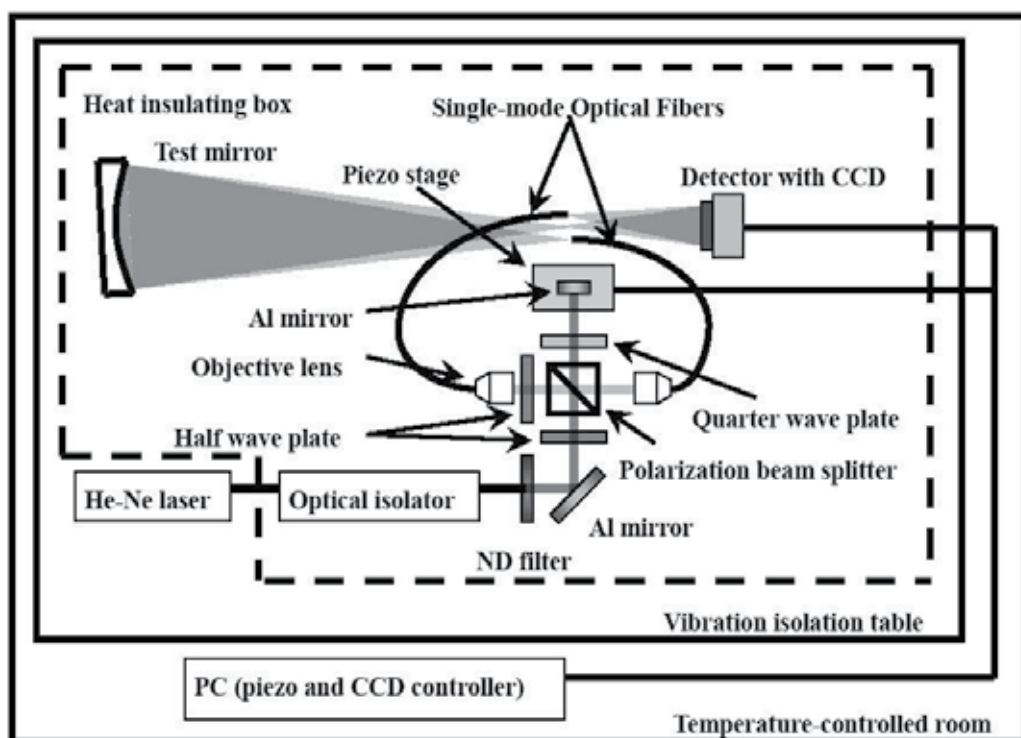 Heat insulating box
Single-mode Optical Fibers
Test mirror
Piezo stage
Detector with CCD
Al mirror
Objective lens
Half wave plate
Quarter wave plate
Polarization beam splitter
He-Ne laser
Optical isolator
Al mirror
ND filter
Vibration isolation table
PC (piezo and CCD controller)
Temperature-controlled room